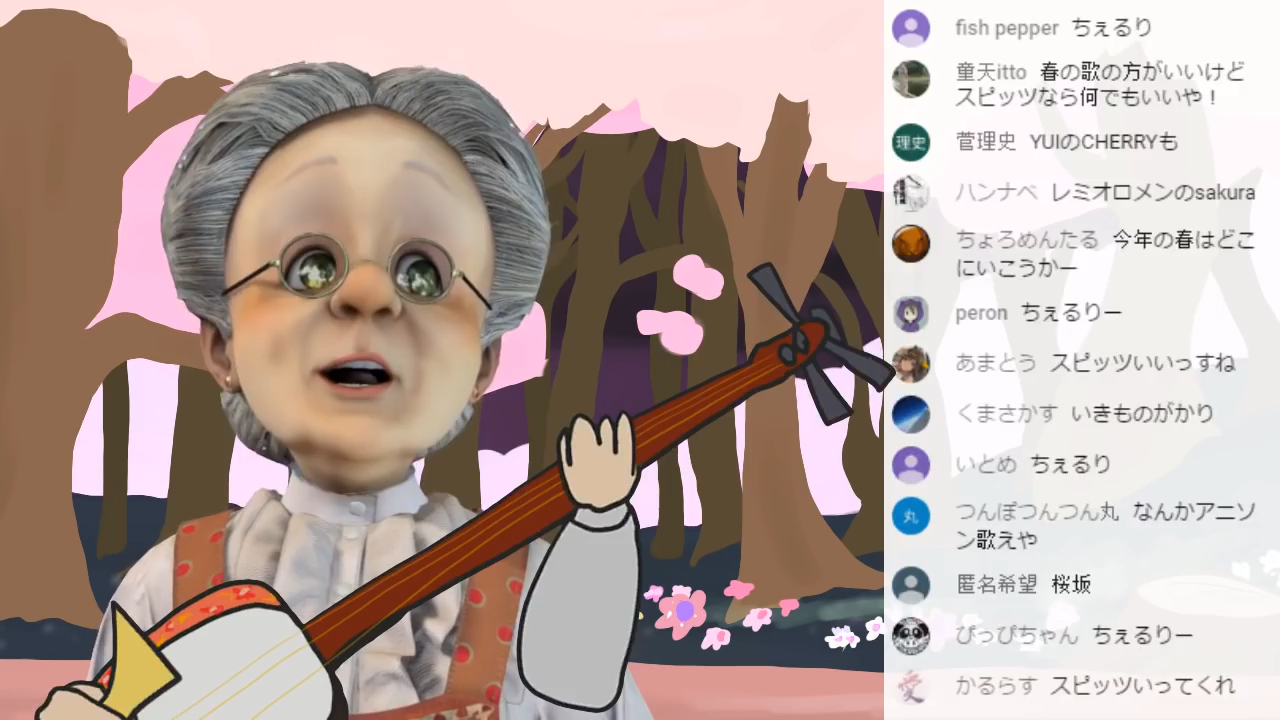 fish pepper ちぇるり
童天itto 春の歌の方がいいけど
スピッツなら何でもいいや！
理史 菅理史 YUIのCHERRYも
ハンナベ レミオロメンのsakura
ちょろめんたる 今年の春はどこ
にいこうかー
peron ちぇるりー
あまとう スピッツいいっすね
くまさかす いきものがかり
いとめ ちぇるり
丸 つんぽつんつん丸 なんかアニソ
ン歌えや
匿名希望 桜坂
ぴっぴちゃん ちぇるりー
愛 かるらす スピッツいってくれ